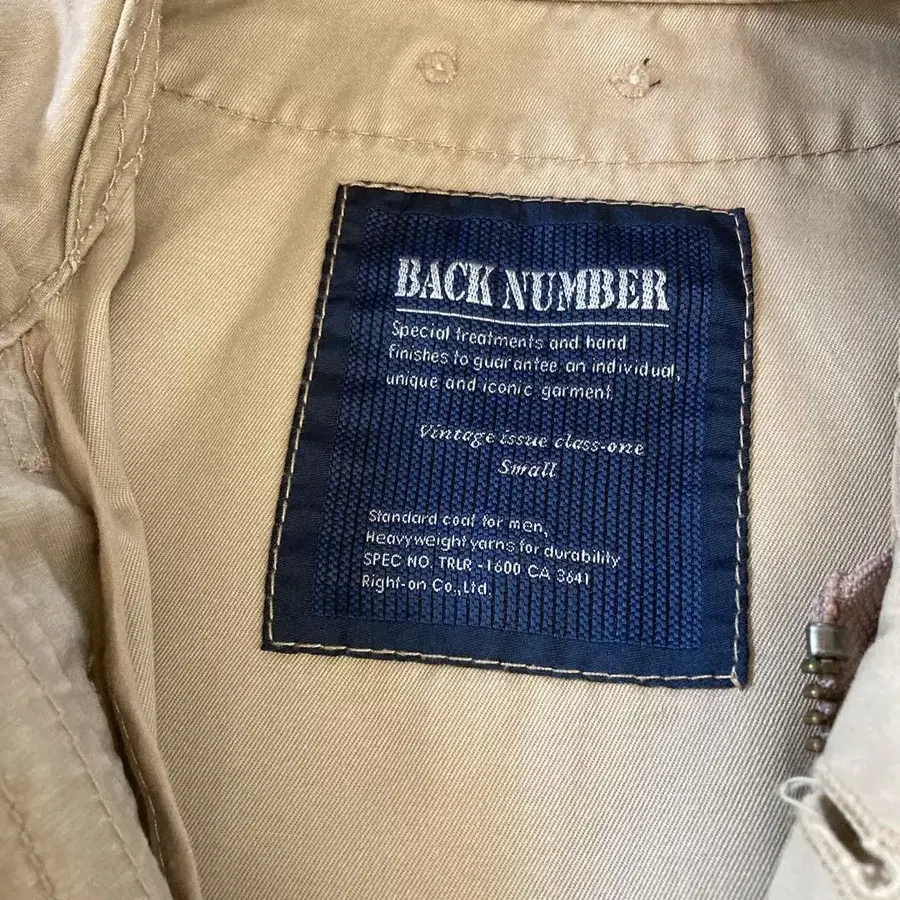 BACK NUMBER
Special treatments and hand
finishes to guarantee an individual,
unique and iconic garment.
Vintage issue class-one
Small
Standard coat for men,
Heavyweight yarns for durability
SPEC NO. TRLR -1600 CA 3641
Right-on Co.,Ltd.